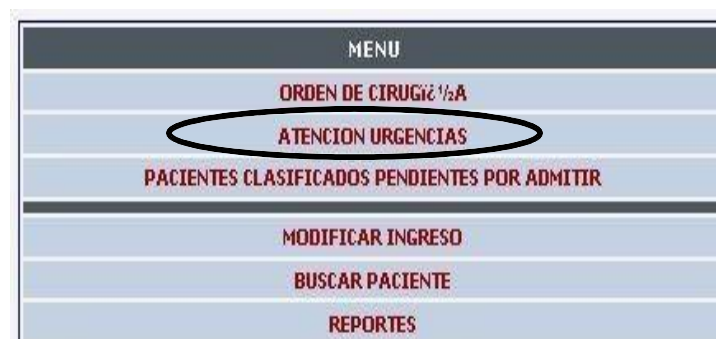 MENU
ORDEN DE CIRUGï¿½A
ATENCION URGENCIAS
PACIENTES CLASIFICADOS PENDIENTES POR ADMITIR
MODIFICAR INGRESO
BUSCAR PACIENTE
REPORTES